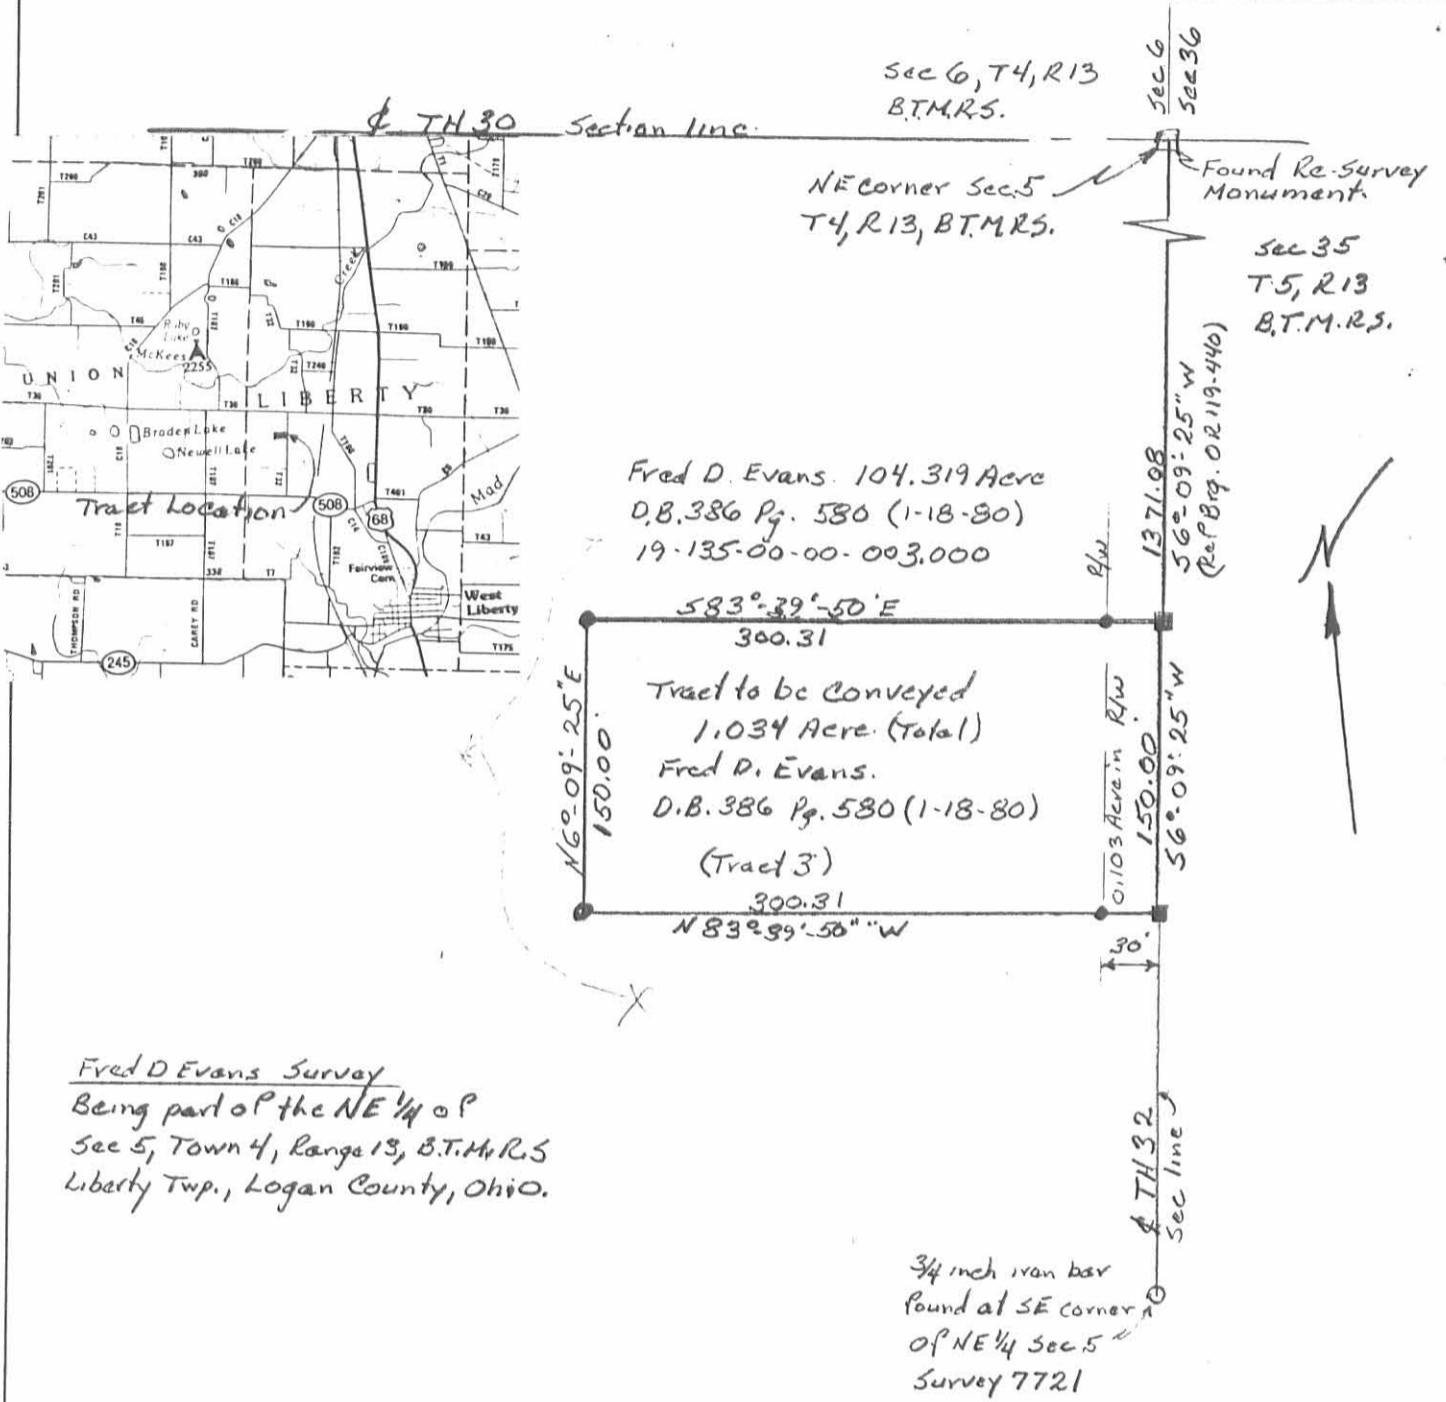 Sec 6, T4, R13
B.T.M.R.S.
Sec 6
Sec 36
℄ TH 30 Section line
NE corner Sec. 5
T4, R13, B.T.M.R.S.
Found Re-Survey
Monument.
Sec 35
T.5, R13
B.T.M.R.S.
1371.08
S6°-09'-25"W
(Ref Brg. OR 119-440)
UNION
LIBERTY
McKees
2255
Braden Lake
Newell Lake
Creek
Mad
508
Tract Location
508
68
Fairview
Cem
West
Liberty
THOMPSON RD
CAREY RD
245
Fred D. Evans. 104.319 Acre
D.B. 386 Pg. 580 (1-18-80)
19-135-00-00-003.000
R/W
S83°-39'-50'E
300.31
N6°-09'-25"E
150.00'
Tract to be conveyed
1.034 Acre. (Total)
Fred D. Evans.
D.B. 386 Pg. 580 (1-18-80)
(Tract 3)
0.103 Acre in R/W
150.00'
S6°-09'-25"W
300.31
N83°-39'-50""W
30'
N
Fred D Evans Survey
Being part of the NE 1/4 of
Sec 5, Town 4, Range 13, B.T.M.R.S
Liberty Twp., Logan County, Ohio.
℄ TH 32
Sec line
3/4 inch iron bar
found at SE corner
of NE 1/4 Sec. 5
Survey 7721